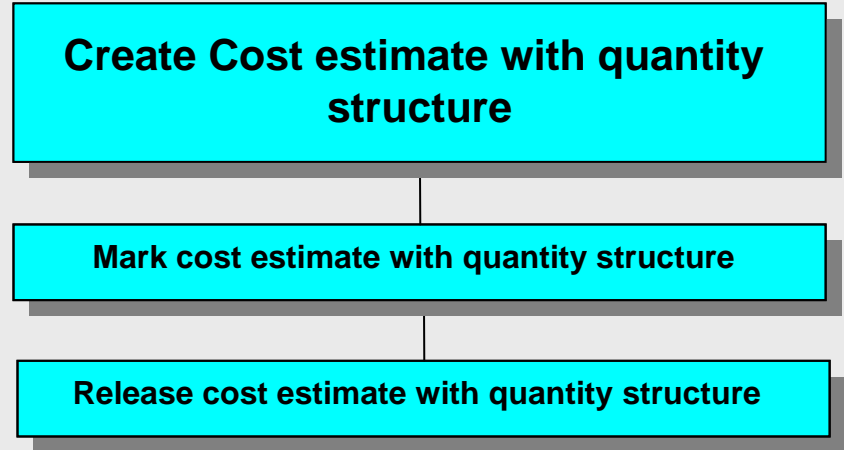 Create Cost estimate with quantity
structure
Mark cost estimate with quantity structure
Release cost estimate with quantity structure